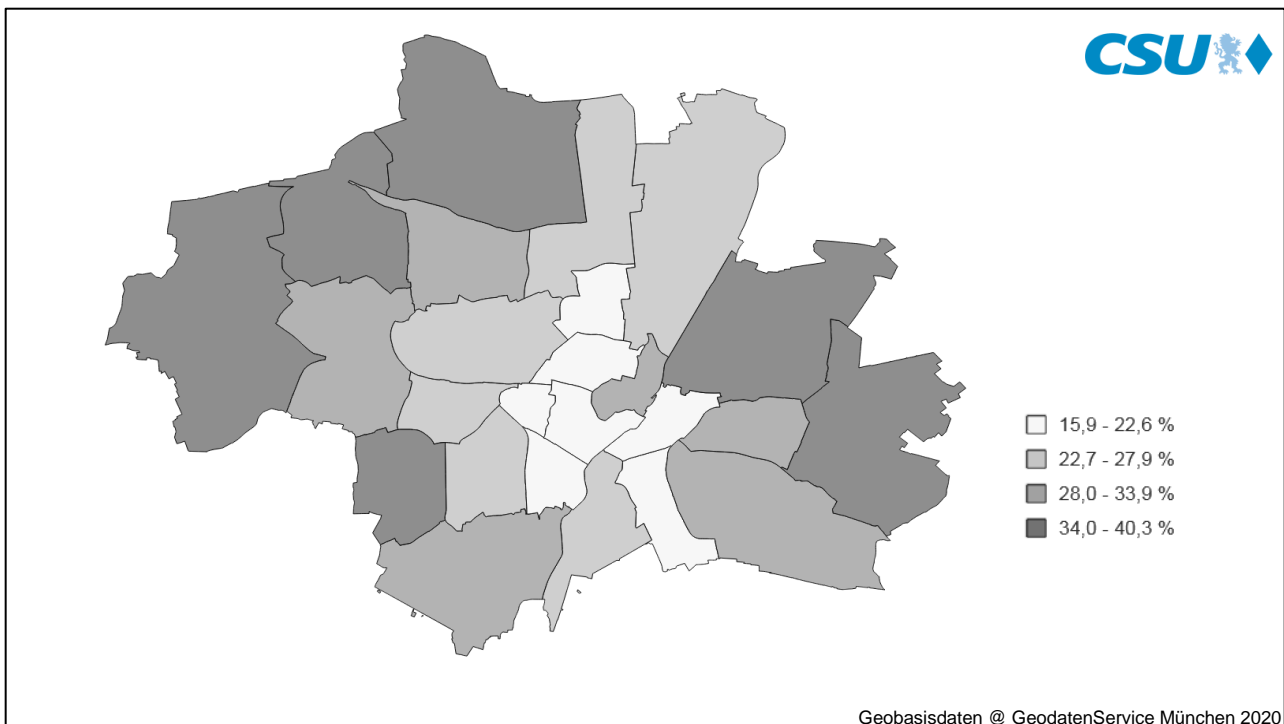 CSU
15,9 - 22,6 %
22,7 - 27,9 %
28,0 - 33,9 %
34,0 - 40,3 %
Geobasisdaten @ GeodatenService München 2020